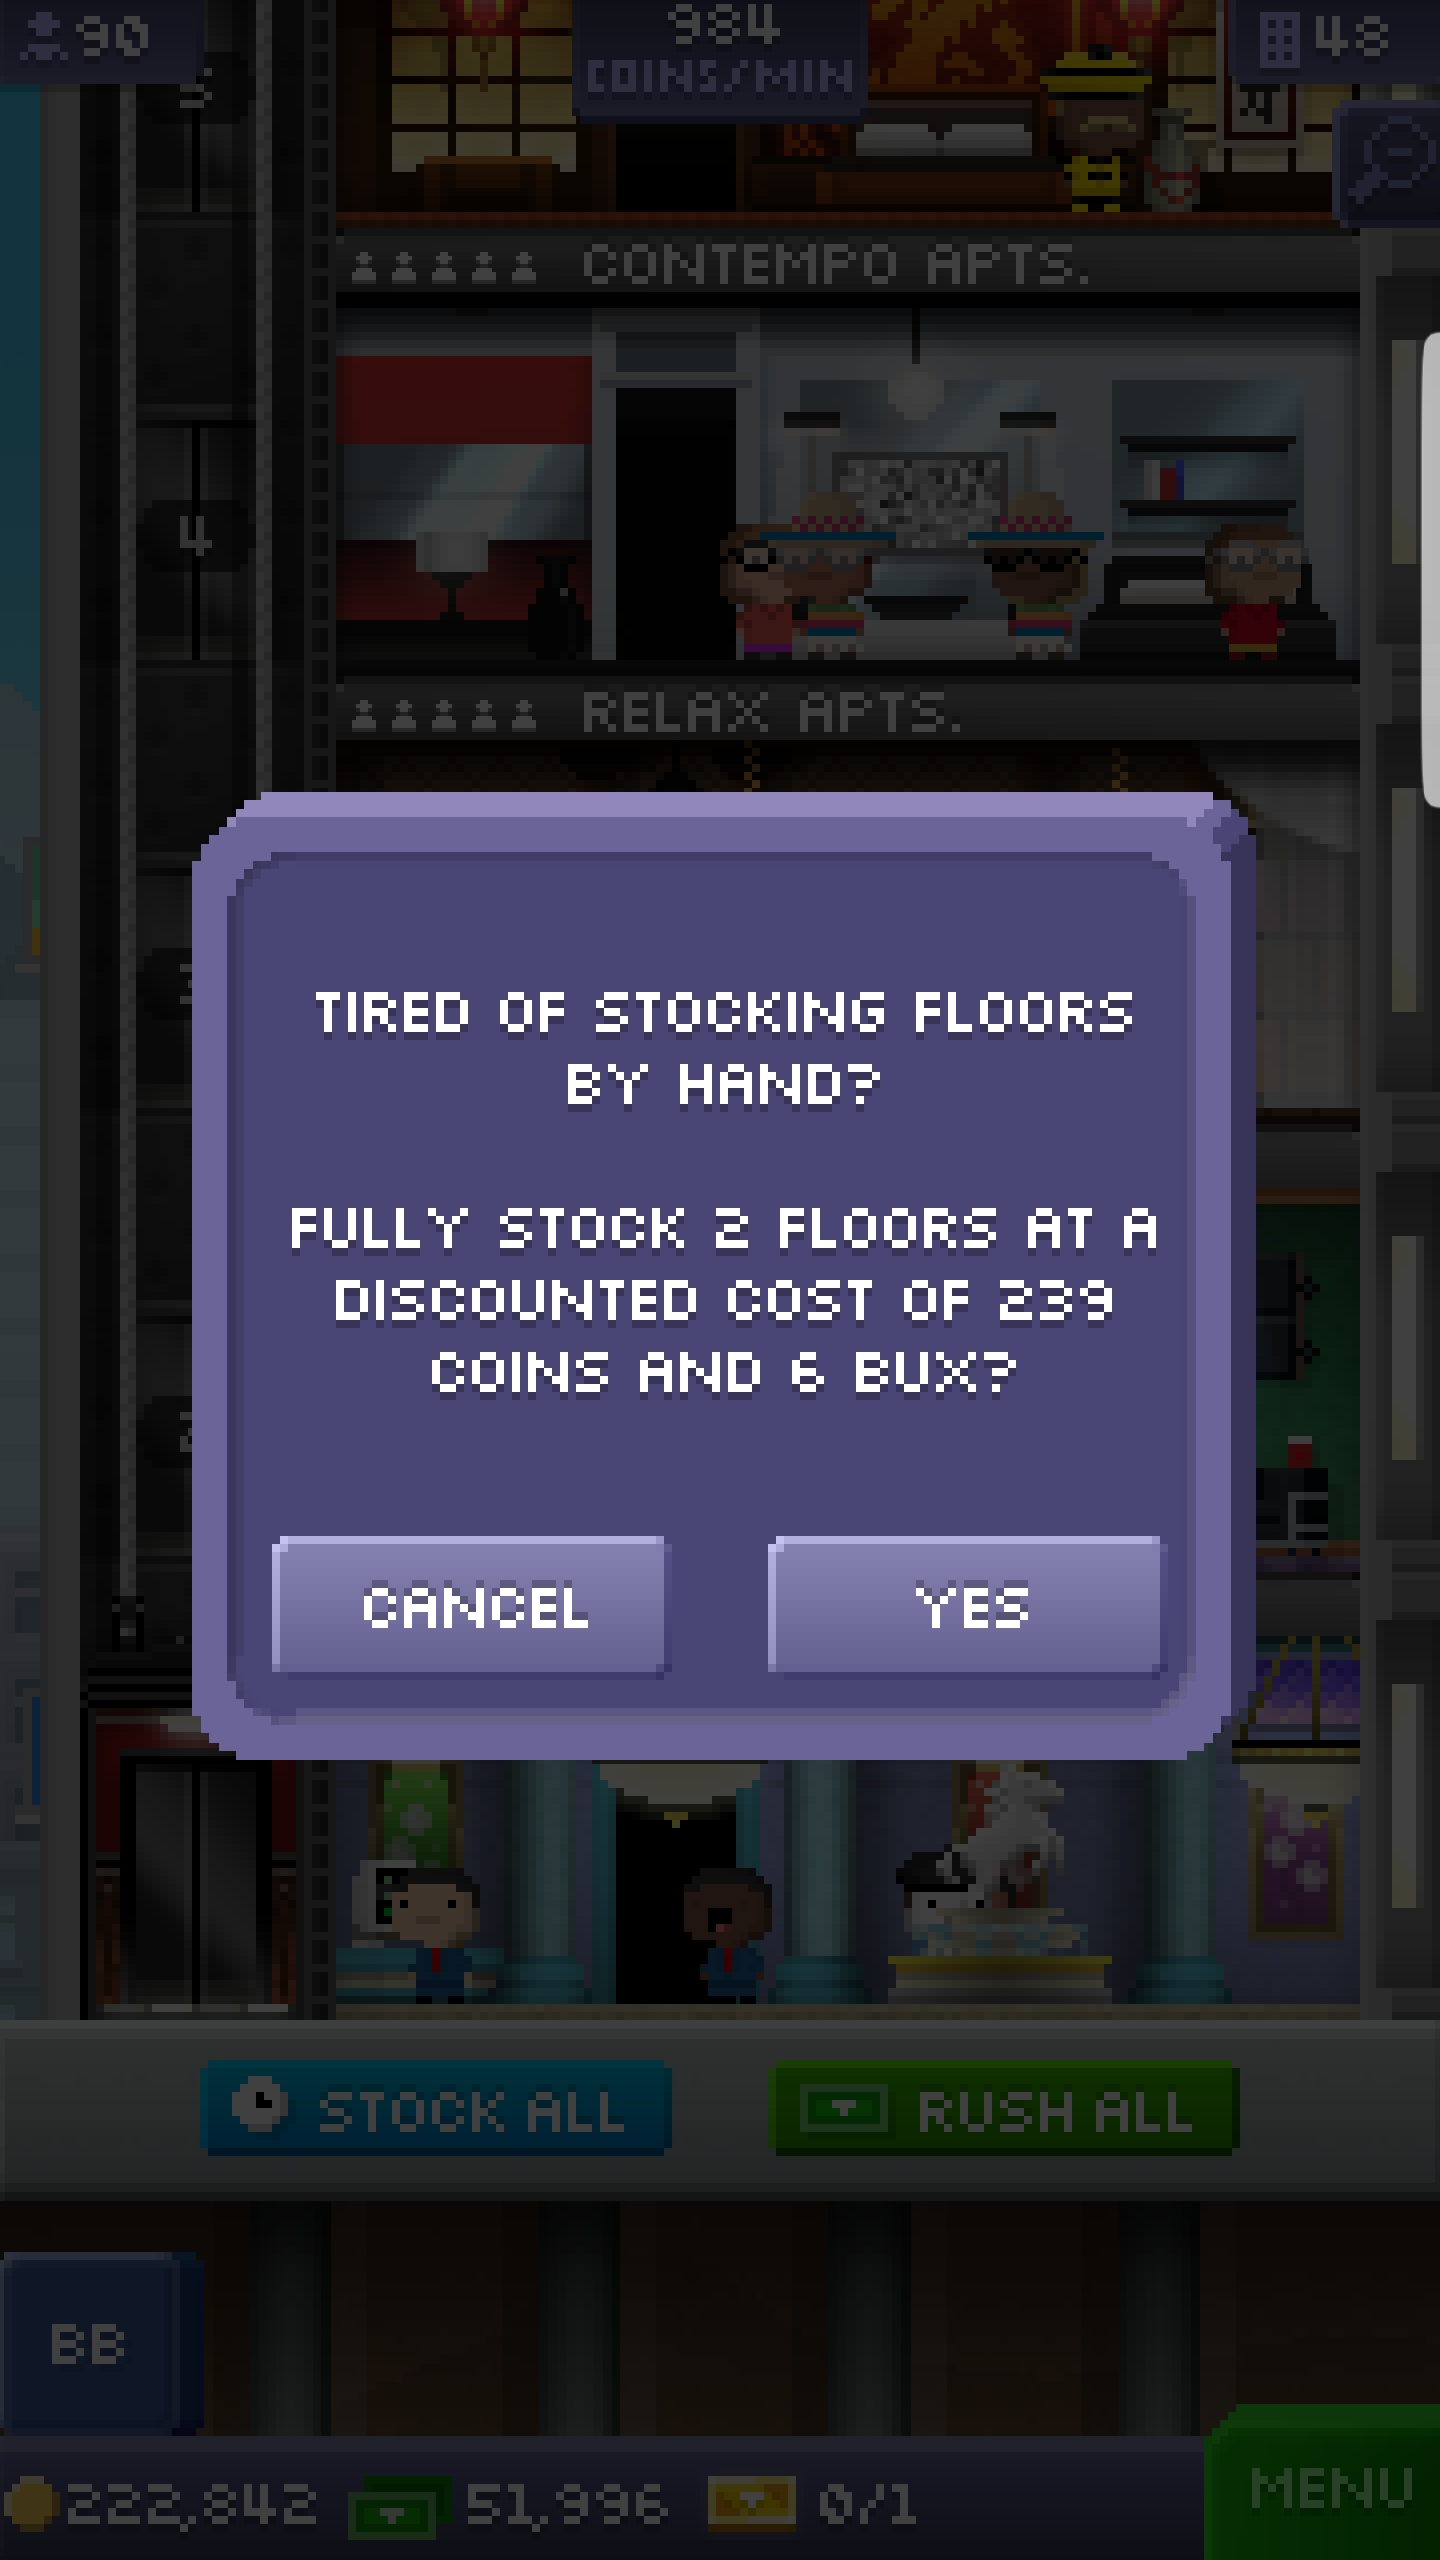 90
984
COINS/MIN
48
5
CONTEMPO APTS.
4
RELAX APTS.
TIRED OF STOCKING FLOORS
BY HAND?
FULLY STOCK 2 FLOORS AT A
DISCOUNTED COST OF 239
COINS AND 6 BUX?
CANCEL
YES
STOCK ALL
RUSH ALL
BB
222,842
51,996
0/1
MENU